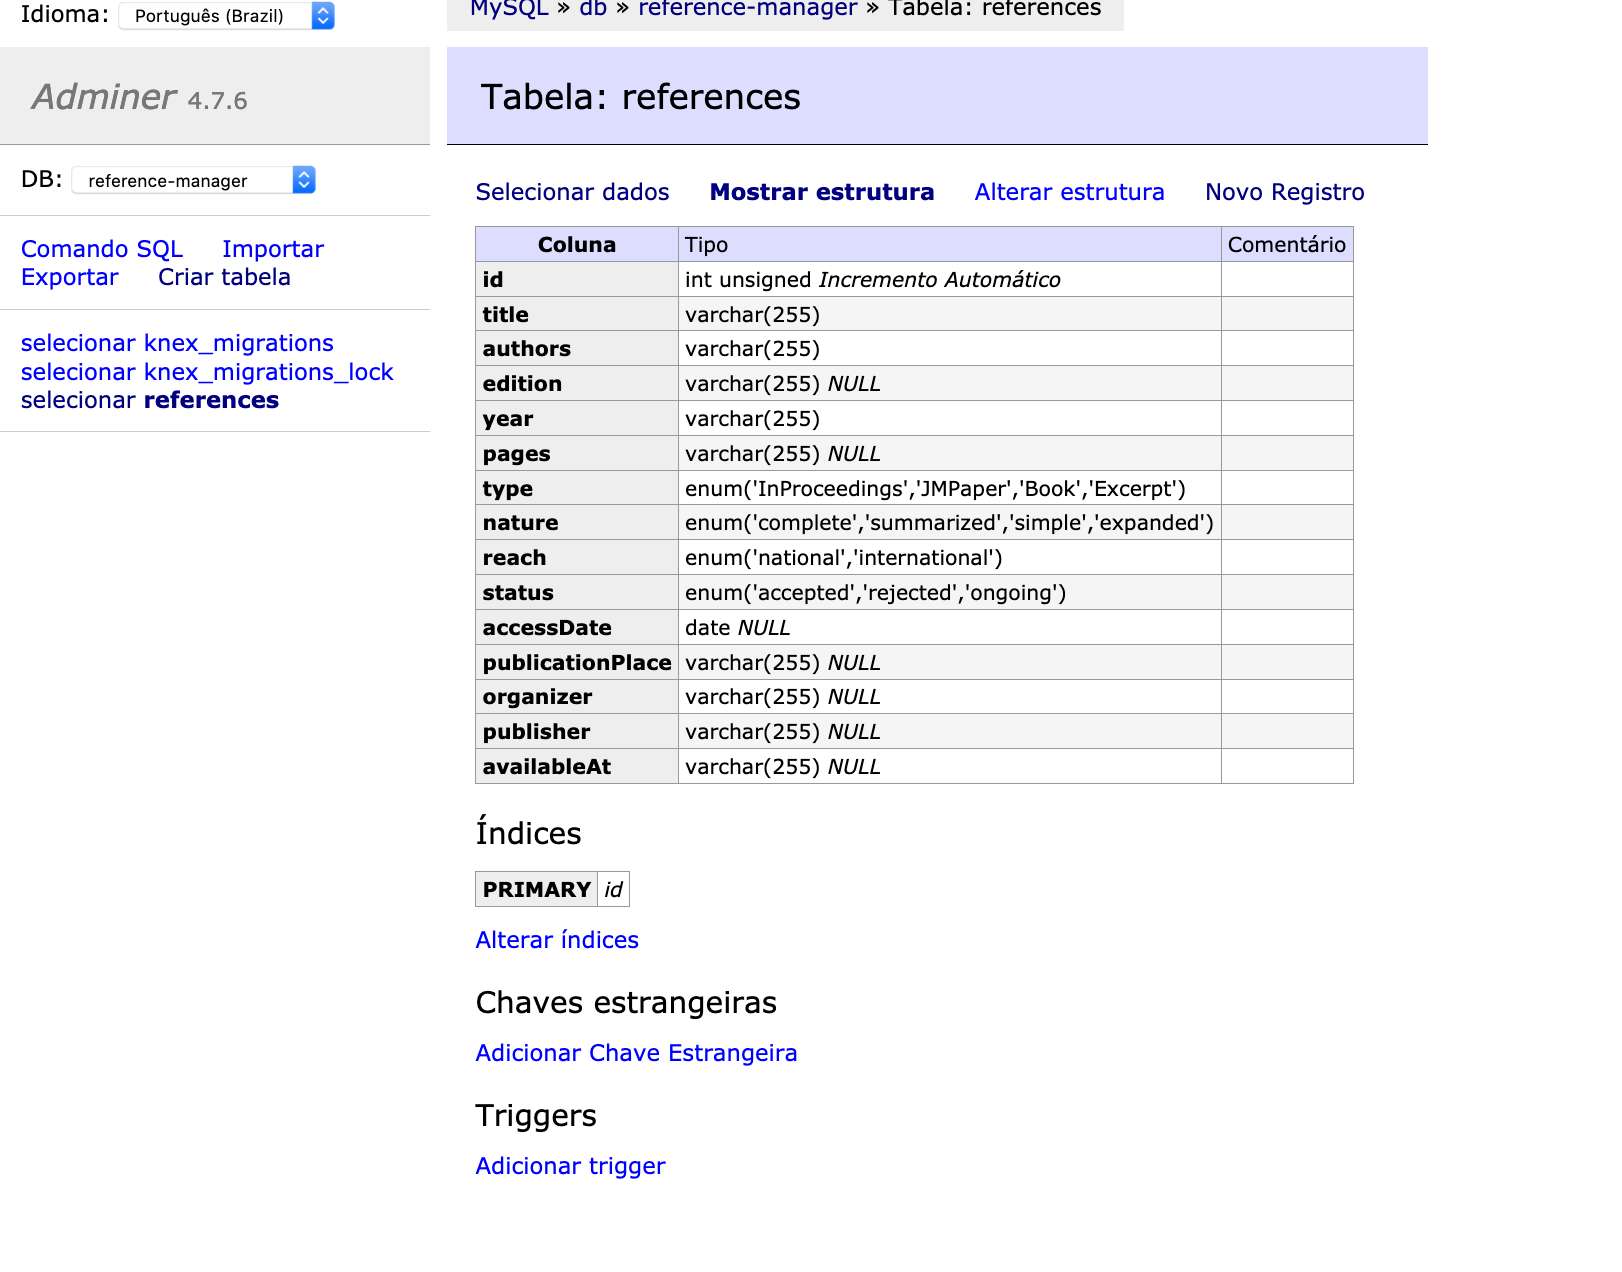 Idioma: Português (Brazil)
Adminer 4.7.6
DB: reference-manager
Comando SQL Importar
Exportar Criar tabela
selecionar knex_migrations
selecionar knex_migrations_lock
selecionar references
MySQL » db » reference-manager » Tabela: references
Tabela: references
Selecionar dados Mostrar estrutura Alterar estrutura Novo Registro
Coluna Tipo Comentário
id int unsigned Incremento Automático
title varchar(255)
authors varchar(255)
edition varchar(255) NULL
year varchar(255)
pages varchar(255) NULL
type enum('InProceedings','JMPaper','Book','Excerpt')
nature enum('complete','summarized','simple','expanded')
reach enum('national','international')
status enum('accepted','rejected','ongoing')
accessDate date NULL
publicationPlace varchar(255) NULL
organizer varchar(255) NULL
publisher varchar(255) NULL
availableAt varchar(255) NULL
Índices
PRIMARY id
Alterar índices
Chaves estrangeiras
Adicionar Chave Estrangeira
Triggers
Adicionar trigger